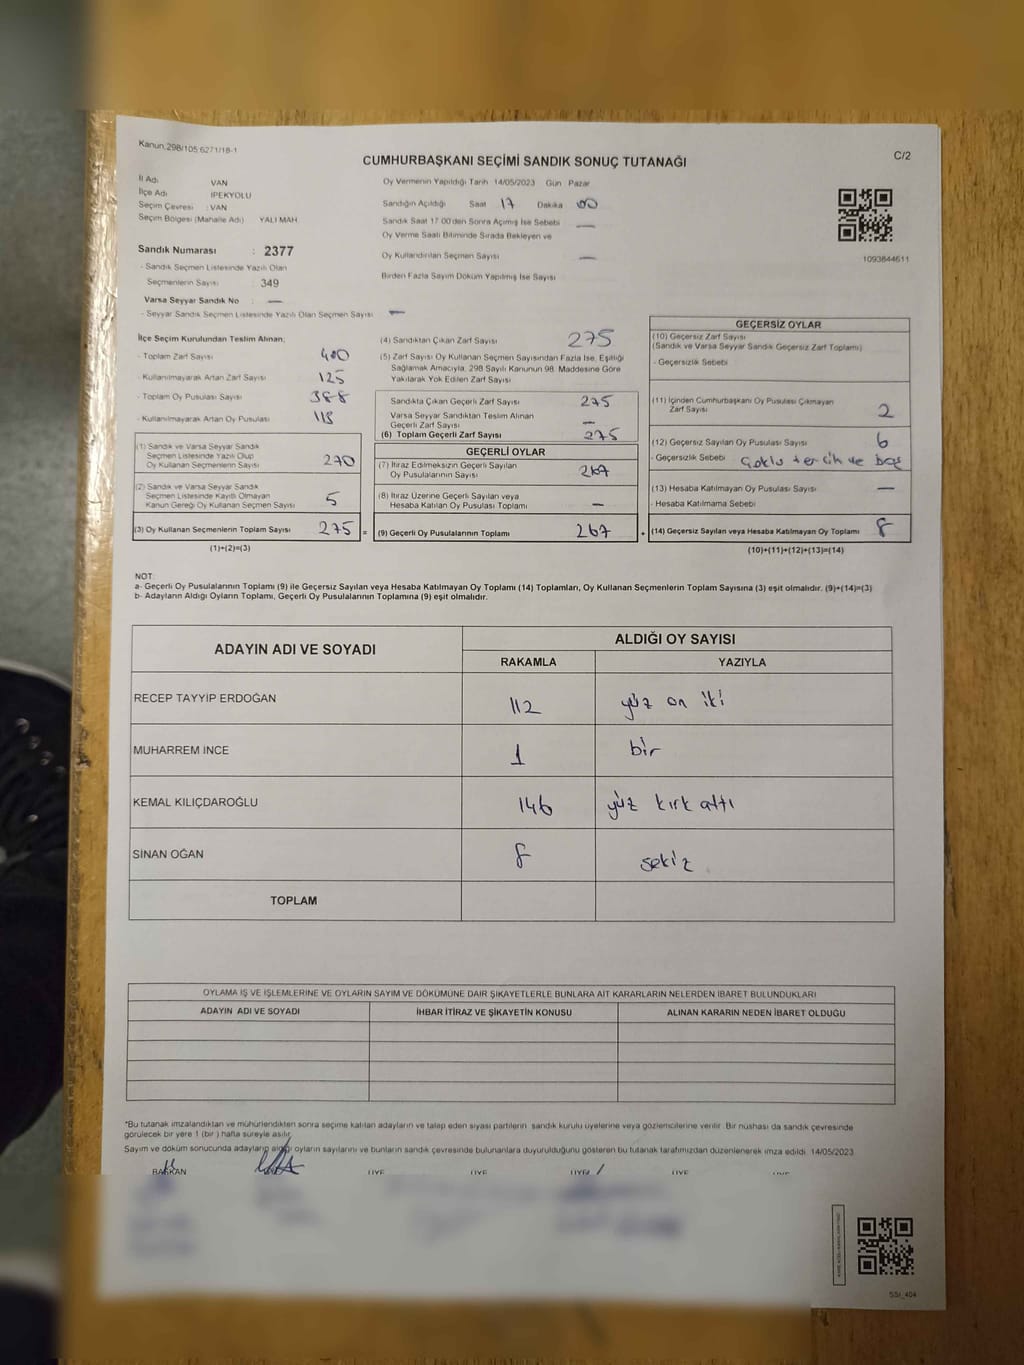 Kanun.298/105 6271/18-1
CUMHURBAŞKANI SEÇİMİ SANDIK SONUÇ TUTANAĞI
C/2
İl Adı : VAN
İlçe Adı : İPEKYOLU
Seçim Çevresi : VAN
Seçim Bölgesi (Mahalle Adı) : YALI MAH.
Sandık Numarası : 2377
- Sandık Seçmen Listesinde Yazılı Olan
Seçmenlerin Sayısı : 349
Varsa Seyyar Sandık No : —
- Seyyar Sandık Seçmen Listesinde Yazılı Olan Seçmen Sayısı : —
Oy Vermenin Yapıldığı Tarih 14/05/2023 Gün Pazar
Sandığın Açıldığı Saat 17 Dakika 00
Sandık Saat 17.00'den Sonra Açımış İse Sebebi —
Oy Verme Saati Bitiminde Sırada Bekleyen ve
Oy Kullandırılan Seçmen Sayısı —
Birden Fazla Sayım Döküm Yapılmış İse Sayısı
1093844611
İlçe Seçim Kurulundan Teslim Alınan;
- Toplam Zarf Sayısı 400
- Kullanılmayarak Artan Zarf Sayısı 125
- Toplam Oy Pusulası Sayısı 388
- Kullanılmayarak Artan Oy Pusulası 113
(1) Sandık ve Varsa Seyyar Sandık
Seçmen Listesinde Yazılı Olup
Oy Kullanan Seçmenlerin Sayısı 270
(2) Sandık ve Varsa Seyyar Sandık
Seçmen Listesinde Kayıtlı Olmayan
Kanun Gereği Oy Kullanan Seçmen Sayısı 5
(3) Oy Kullanan Seçmenlerin Toplam Sayısı 275 =
(1)+(2)=(3)
(4) Sandıktan Çıkan Zarf Sayısı 275
(5) Zarf Sayısı Oy Kullanan Seçmen Sayısından Fazla İse, Eşitliği
Sağlamak Amacıyla, 298 Sayılı Kanunun 98. Maddesine Göre
Yakılarak Yok Edilen Zarf Sayısı
Sandıkta Çıkan Geçerli Zarf Sayısı 275
Varsa Seyyar Sandıktan Teslim Alınan
Geçerli Zarf Sayısı —
(6) Toplam Geçerli Zarf Sayısı 275
GEÇERLİ OYLAR
(7) İtiraz Edilmeksizin Geçerli Sayılan
Oy Pusulalarının Sayısı 267
(8) İtiraz Üzerine Geçerli Sayılan veya
Hesaba Katılan Oy Pusulası Toplamı —
(9) Geçerli Oy Pusulalarının Toplamı 267 +
GEÇERSİZ OYLAR
(10) Geçersiz Zarf Sayısı
(Sandık ve Varsa Seyyar Sandık Geçersiz Zarf Toplamı)
- Geçersizlik Sebebi
(11) İçinden Cumhurbaşkanı Oy Pusulası Çıkmayan
Zarf Sayısı 2
(12) Geçersiz Sayılan Oy Pusulası Sayısı 6
- Geçersizlik Sebebi Çoklu tercih ve boş
(13) Hesaba Katılmayan Oy Pusulası Sayısı —
- Hesaba Katılmama Sebebi
(14) Geçersiz Sayılan veya Hesaba Katılmayan Oy Toplamı 8
(10)+(11)+(12)+(13)=(14)
NOT:
a- Geçerli Oy Pusulalarının Toplamı (9) ile Geçersiz Sayılan veya Hesaba Katılmayan Oy Toplamı (14) Toplamları, Oy Kullanan Seçmenlerin Toplam Sayısına (3) eşit olmalıdır. (9)+(14)=(3)
b- Adayların Aldığı Oyların Toplamı, Geçerli Oy Pusulalarının Toplamına (9) eşit olmalıdır.
ADAYIN ADI VE SOYADI
ALDIĞI OY SAYISI
RAKAMLA YAZIYLA
RECEP TAYYİP ERDOĞAN 112 yüz on iki
MUHARREM İNCE 1 bir
KEMAL KILIÇDAROĞLU 146 yüz kırk altı
SİNAN OĞAN 8 sekiz
TOPLAM
OYLAMA İŞ VE İŞLEMLERİNE VE OYLARIN SAYIM VE DÖKÜMÜNE DAİR ŞİKAYETLERLE BUNLARA AİT KARARLARIN NELERDEN İBARET BULUNDUKLARI
ADAYIN ADI VE SOYADI İHBAR İTİRAZ VE ŞİKAYETİN KONUSU ALINAN KARARIN NEDEN İBARET OLDUĞU
*Bu tutanak imzalandıktan ve mühürlendikten sonra seçime katılan adayların ve talep eden siyasi partilerin sandık kurulu üyelerine veya gözlemcilerine verilir. Bir nüshası da sandık çevresinde
görülecek bir yere 1 (bir ) hafta süreyle asılır.
Sayım ve döküm sonucunda adayların aldığı oyların sayılarını ve bunların sandık çevresinde bulunanlara duyurulduğunu gösteren bu tutanak tarafımızdan düzenlenerek imza edildi. 14/05/2023
BAŞKAN ÜYE ÜYE ÜYE ÜYE
SSİ_404